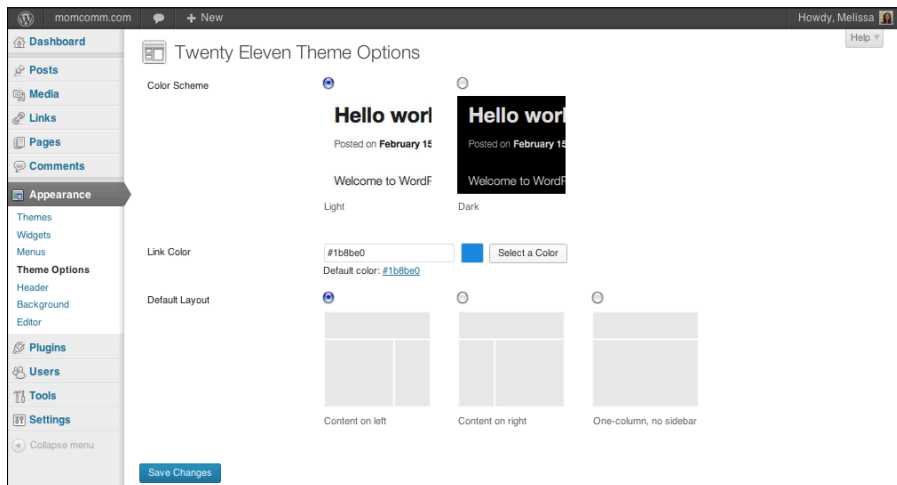 momcomm.com + New Howdy, Melissa
Help
Dashboard
Posts
Media
Links
Pages
Comments
Appearance
Themes
Widgets
Menus
Theme Options
Header
Background
Editor
Plugins
Users
Tools
Settings
Collapse menu
Twenty Eleven Theme Options
Color Scheme
Hello worl
Posted on February 15
Welcome to WordP
Light
Hello worl
Posted on February 15
Welcome to WordP
Dark
Link Color
#1b8be0
Select a Color
Default color: #1b8be0
Default Layout
Content on left
Content on right
One-column, no sidebar
Save Changes